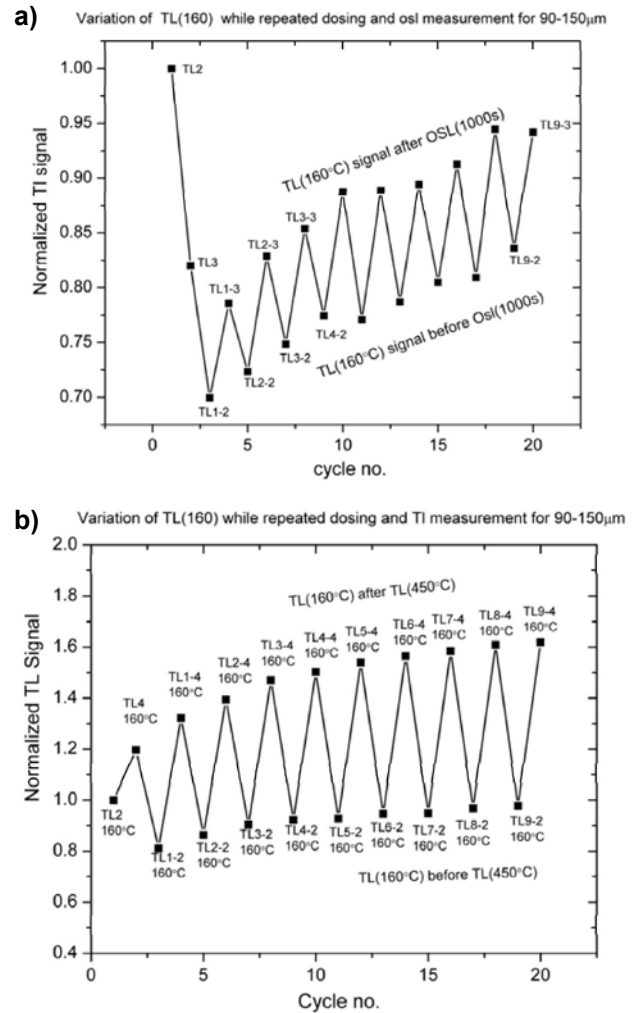 a)
Variation of TL(160) while repeated dosing and osl measurement for 90-150μm
Normalized Tl signal
1.00
0.95
0.90
0.85
0.80
0.75
0.70
TL2
TL3
TL1-3
TL1-2
TL2-3
TL2-2
TL3-3
TL3-2
TL4-2
TL9-3
TL9-2
TL(160°C) signal after OSL(1000s)
TL(160°C) signal before Osl(1000s)
0
5
10
15
20
cycle no.
b)
Variation of TL(160) while repeated dosing and Tl measurement for 90-150μm
Normalized TL Signal
2.0
1.8
1.6
1.4
1.2
1.0
0.8
0.6
0.4
TL(160°C) after TL(450°C)
TL4
160°C
TL1-4
160°C
TL2-4
160°C
TL3-4
160°C
TL4-4
160°C
TL5-4
160°C
TL6-4
160°C
TL7-4
160°C
TL8-4
160°C
TL9-4
160°C
TL2
160°C
TL1-2
160°C
TL2-2
160°C
TL3-2
160°C
TL4-2
160°C
TL5-2
160°C
TL6-2
160°C
TL7-2
160°C
TL8-2
160°C
TL9-2
160°C
TL(160°C) before TL(450°C)
0
5
10
15
20
Cycle no.